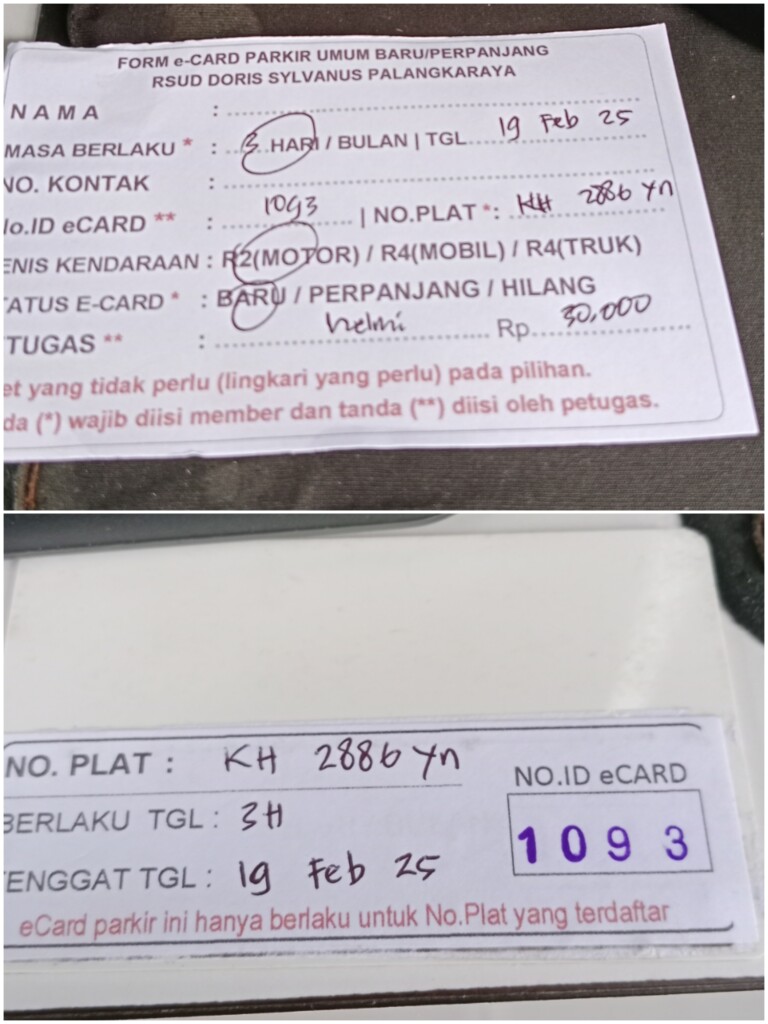 FORM e-CARD PARKIR UMUM BARU/PERPANJANG
RSUD DORIS SYLVANUS PALANGKARAYA
NAMA :
MASA BERLAKU * : 3 HARI / BULAN | TGL. 19 Feb 25
NO. KONTAK :
No.ID eCARD ** : 1093 | NO.PLAT *: KH 2886 YN
ENIS KENDARAAN : R2(MOTOR) / R4(MOBIL) / R4(TRUK)
ATUS E-CARD * : BARU / PERPANJANG / HILANG
TUGAS ** : helmi Rp. 30,000
et yang tidak perlu (lingkari yang perlu) pada pilihan.
da (*) wajib diisi member dan tanda (**) diisi oleh petugas.
NO. PLAT : KH 2886 YN
NO.ID eCARD
BERLAKU TGL : 3H
1093
ENGGAT TGL : 19 Feb 25
eCard parkir ini hanya berlaku untuk No.Plat yang terdaftar